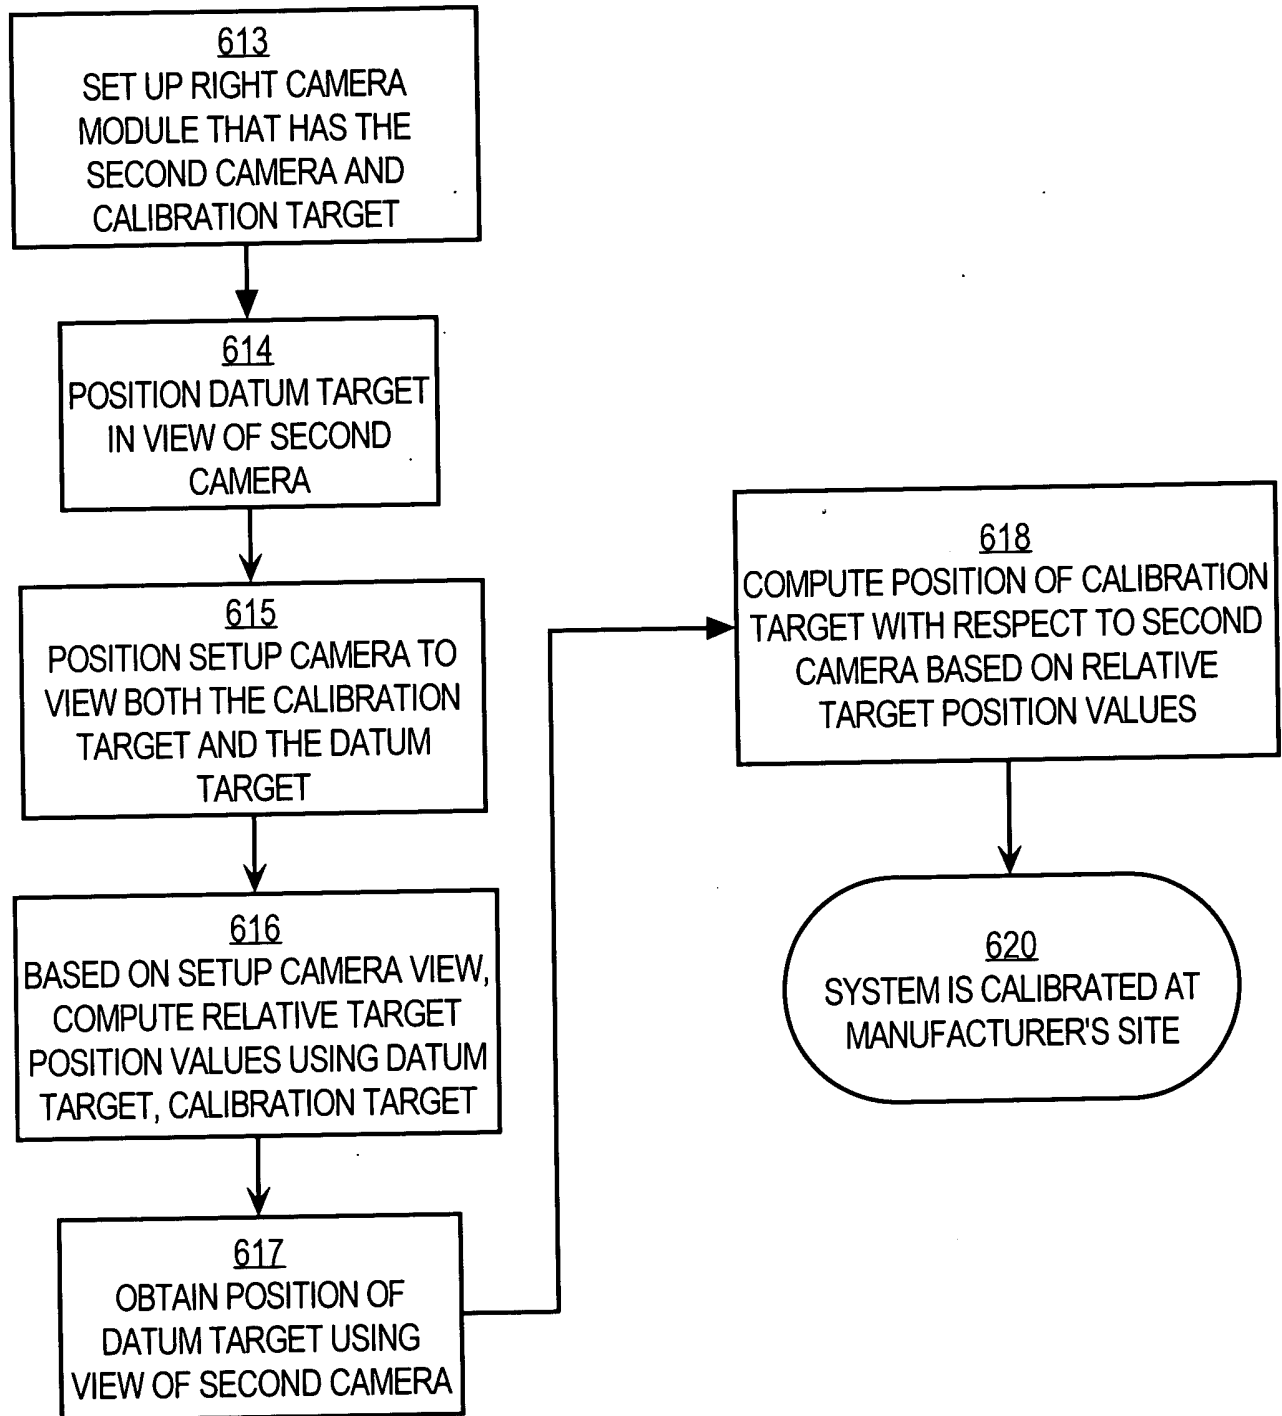 613
SET UP RIGHT CAMERA
MODULE THAT HAS THE
SECOND CAMERA AND
CALIBRATION TARGET
614
POSITION DATUM TARGET
IN VIEW OF SECOND
CAMERA
615
POSITION SETUP CAMERA TO
VIEW BOTH THE CALIBRATION
TARGET AND THE DATUM
TARGET
616
BASED ON SETUP CAMERA VIEW,
COMPUTE RELATIVE TARGET
POSITION VALUES USING DATUM
TARGET, CALIBRATION TARGET
617
OBTAIN POSITION OF
DATUM TARGET USING
VIEW OF SECOND CAMERA
618
COMPUTE POSITION OF CALIBRATION
TARGET WITH RESPECT TO SECOND
CAMERA BASED ON RELATIVE
TARGET POSITION VALUES
620
SYSTEM IS CALIBRATED AT
MANUFACTURER'S SITE